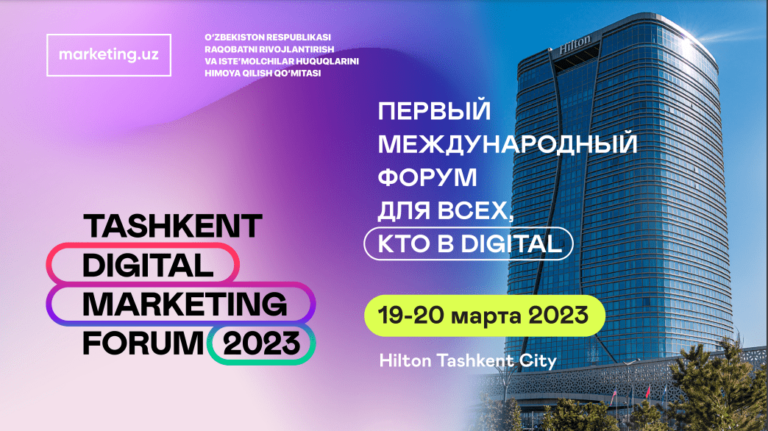 marketing.uz
O‘ZBEKISTON RESPUBLIKASI
RAQOBATNI RIVOJLANTIRISH
VA ISTE’MOLCHILAR HUQUQLARINI
HIMOYA QILISH QO‘MITASI
Hilton
ПЕРВЫЙ
МЕЖДУНАРОДНЫЙ
ФОРУМ
ДЛЯ ВСЕХ,
КТО В DIGITAL
TASHKENT
DIGITAL
MARKETING
FORUM 2023
19-20 марта 2023
Hilton Tashkent City